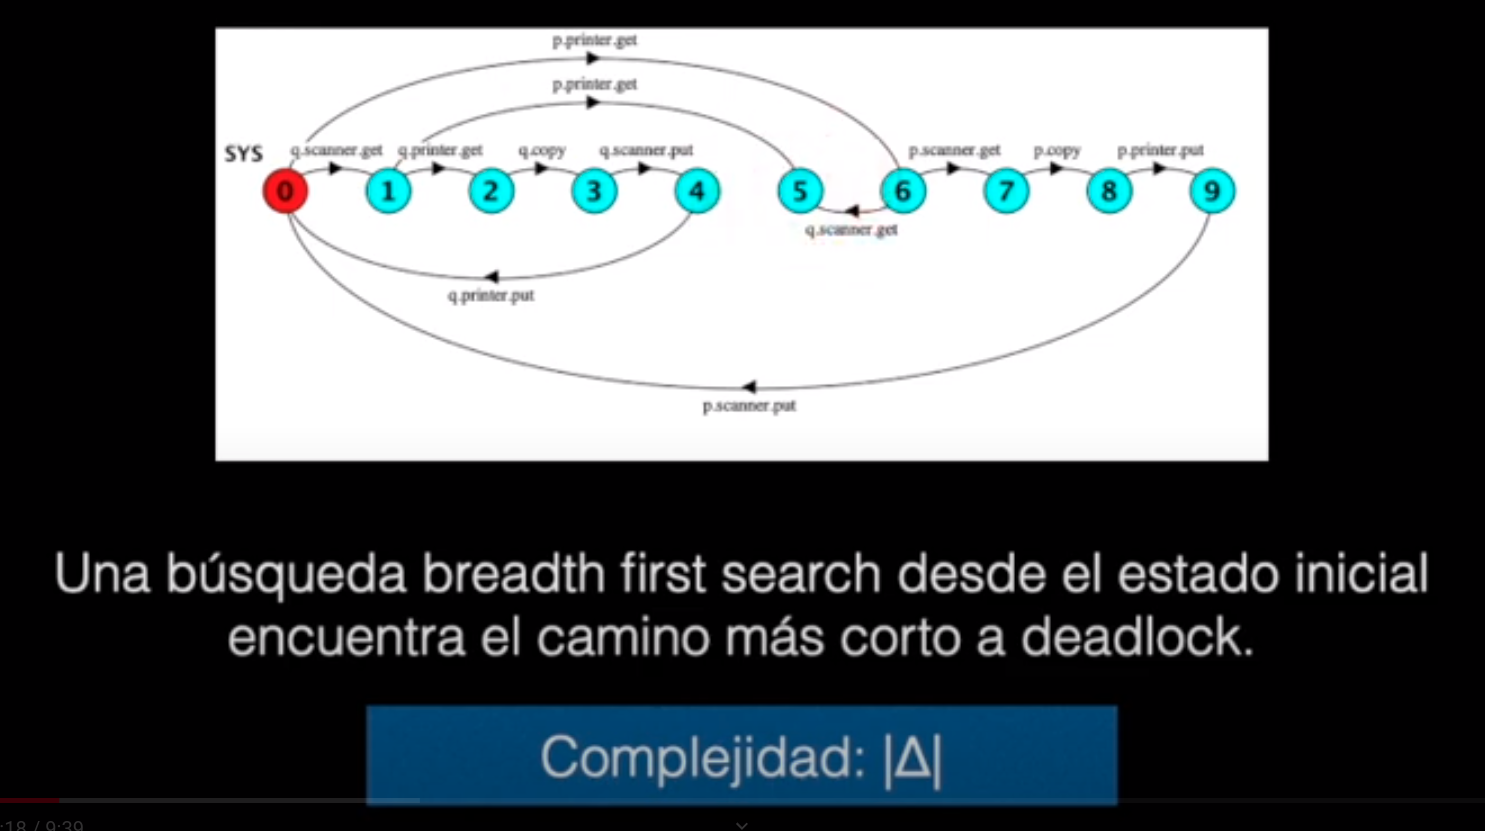 p.printer.get
p.printer.get
SYS q.scanner.get q.printer.get q.copy q.scanner.put p.scanner.get p.copy p.printer.put
0 1 2 3 4 5 6 7 8 9
q.scanner.get
q.printer.put
p.scanner.put
Una búsqueda breadth first search desde el estado inicial
encuentra el camino más corto a deadlock.
Complejidad: |Δ|
:18 / 9:39